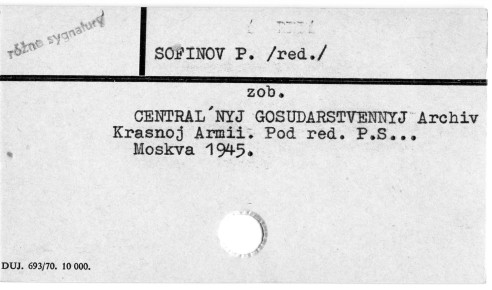 różne sygnatury
SOFINOV P. /red./
zob.
CENTRAL'NYJ GOSUDARSTVENNYJ Archiv
Krasnoj Armii. Pod red. P.S...
Moskva 1945.
DUJ. 693/70. 10 000.